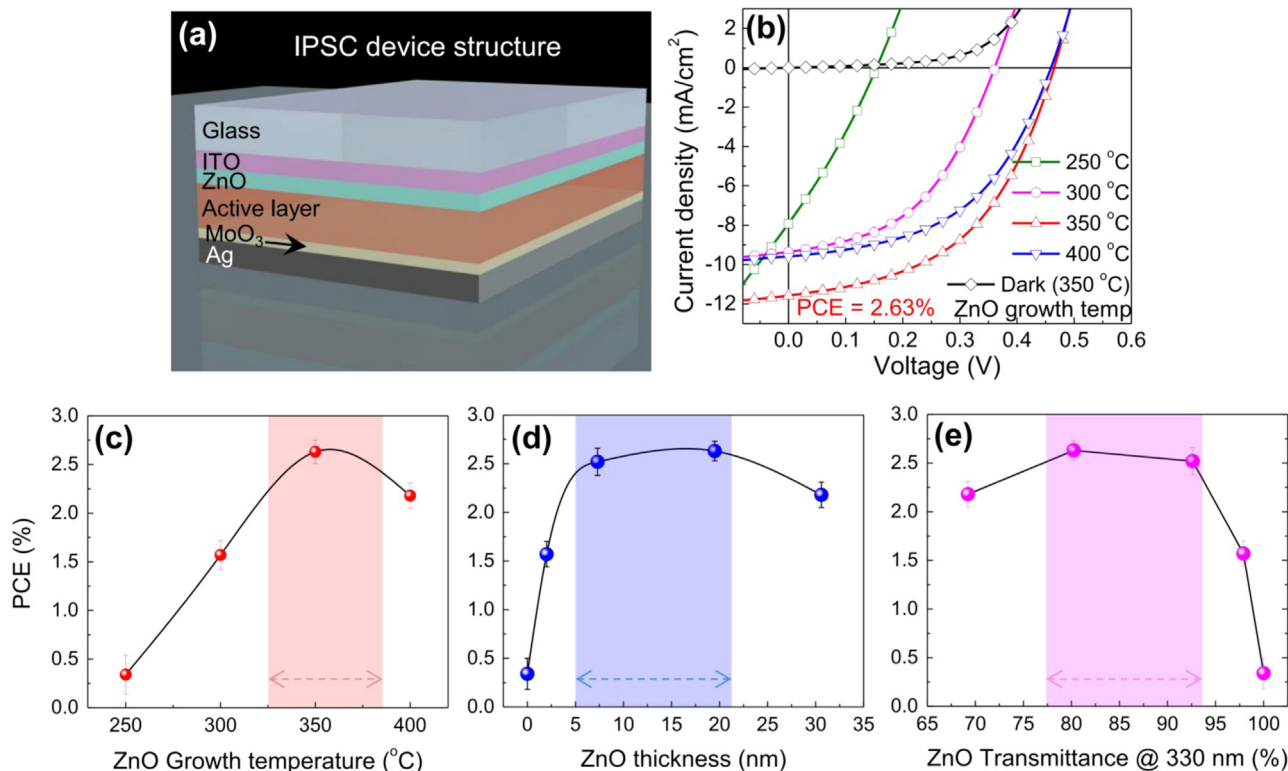 (a)
IPSC device structure
Glass
ITO
ZnO
Active layer
MoO₃
Ag
(b)
Current density (mA/cm²)
2
0
-2
-4
-6
-8
-10
-12
250 °C
300 °C
350 °C
400 °C
Dark (350 °C)
PCE = 2.63%
ZnO growth temp
0.0 0.1 0.2 0.3 0.4 0.5 0.6
Voltage (V)
(c)
PCE (%)
3.0
2.5
2.0
1.5
1.0
0.5
0.0
250 300 350 400
ZnO Growth temperature (°C)
(d)
3.0
2.5
2.0
1.5
1.0
0.5
0.0
0 5 10 15 20 25 30 35
ZnO thickness (nm)
(e)
3.0
2.5
2.0
1.5
1.0
0.5
0.0
65 70 75 80 85 90 95 100
ZnO Transmittance @ 330 nm (%)